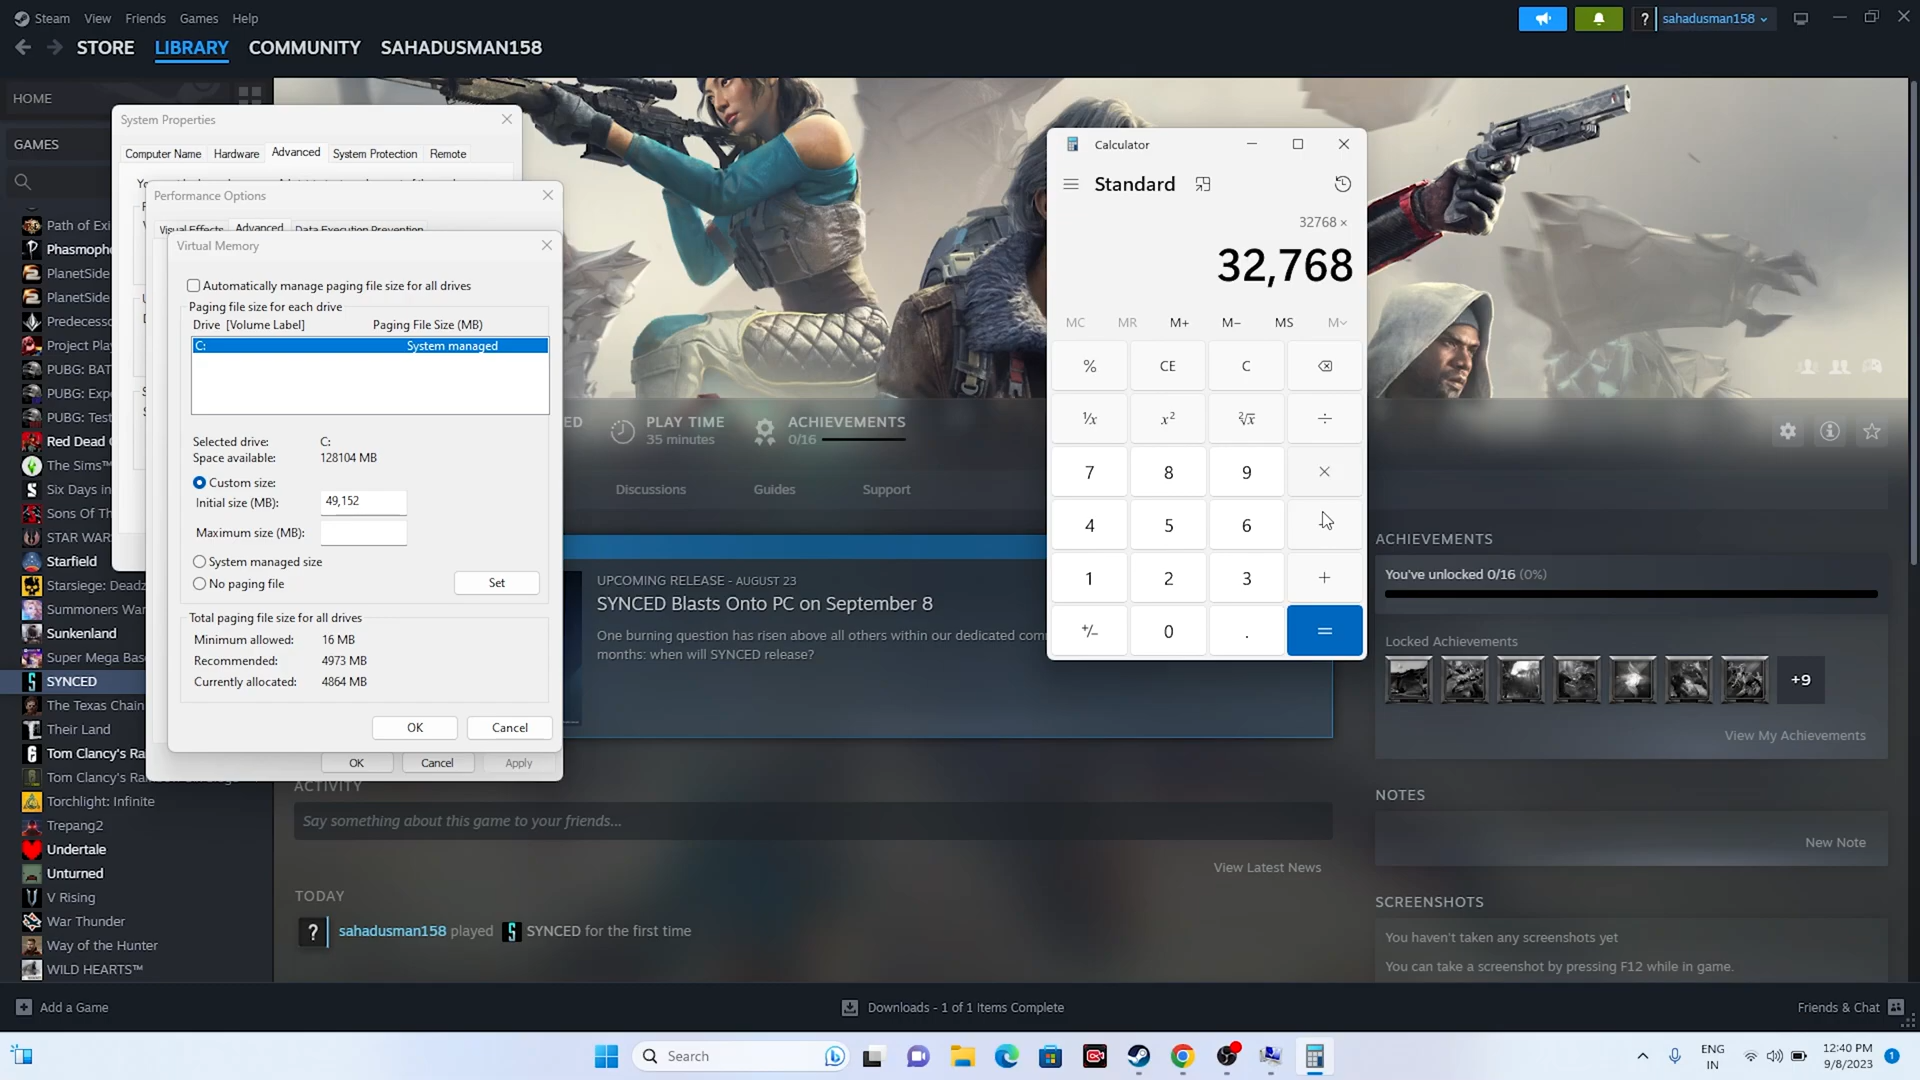 Steam View Friends Games Help
sahadusman158
STORE LIBRARY COMMUNITY SAHADUSMAN158
HOME
GAMES
Path of Exi
Phasmoph
PlanetSide
PlanetSide
Predecesso
Project Play
PUBG: BAT
PUBG: Expe
PUBG: Test
Red Dead
The Sims™
Six Days in
Sons Of Th
STAR WAR
Starfield
Starsiege: Deadz
Summoners War
Sunkenland
Super Mega Base
SYNCED
The Texas Chain
Their Land
Tom Clancy's Ra
Tom Clancy's
Torchlight: Infinite
Trepang2
Undertale
Unturned
V Rising
War Thunder
Way of the Hunter
WILD HEARTS™
Add a Game
System Properties
Computer Name Hardware Advanced System Protection Remote
Performance Options
Visual Effects Advanced Data Execution Prevention
Virtual Memory
Automatically manage paging file size for all drives
Paging file size for each drive
Drive [Volume Label] Paging File Size (MB)
C: System managed
Selected drive: C:
Space available: 128104 MB
Custom size:
Initial size (MB): 49,152
Maximum size (MB):
System managed size
No paging file
Set
Total paging file size for all drives
Minimum allowed: 16 MB
Recommended: 4973 MB
Currently allocated: 4864 MB
OK Cancel
OK Cancel Apply
Calculator
Standard
32768 ×
32,768
MC MR M+ M− MS M
% CE C
1/x x² ²√x ÷
7 8 9 ×
4 5 6
1 2 3 +
+/− 0 . =
ED
PLAY TIME
35 minutes
ACHIEVEMENTS
0/16
Discussions Guides Support
UPCOMING RELEASE - AUGUST 23
SYNCED Blasts Onto PC on September 8
One burning question has risen above all others within our dedicated com
months: when will SYNCED release?
ACTIVITY
Say something about this game to your friends...
View Latest News
TODAY
sahadusman158 played SYNCED for the first time
ACHIEVEMENTS
You've unlocked 0/16 (0%)
Locked Achievements
+9
View My Achievements
NOTES
New Note
SCREENSHOTS
You haven't taken any screenshots yet
You can take a screenshot by pressing F12 while in game.
Downloads - 1 of 1 Items Complete
Friends & Chat
Search
ENG
IN
12:40 PM
9/8/2023
1